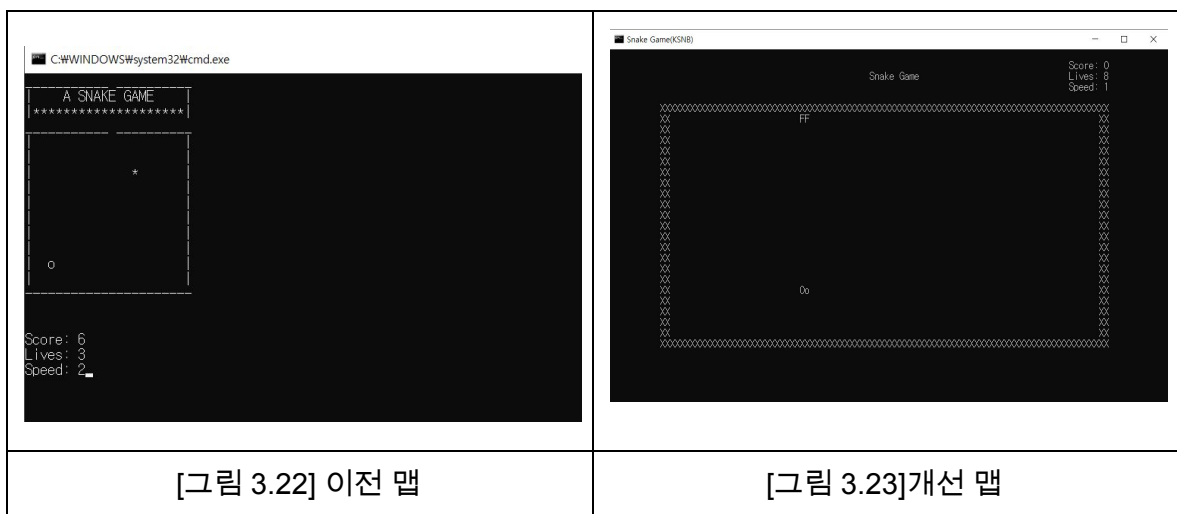 C:₩WINDOWS₩system32₩cmd.exe
A SNAKE GAME
|********************|
*
o
Score: 6
Lives: 3
Speed: 2
[그림 3.22] 이전 맵
Snake Game(KSNB)
Score: 0
Snake Game
Lives: 8
Speed: 1
FF
Oo
[그림 3.23]개선 맵